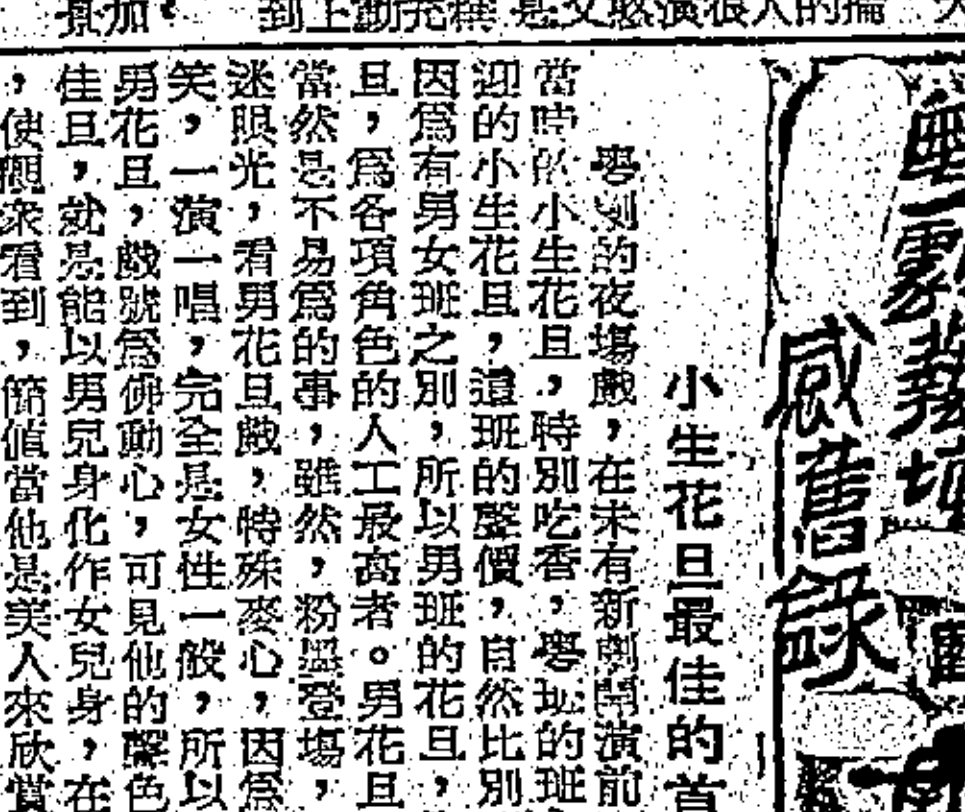 感舊錄
小生花旦最佳的首
粵劇的夜場戲，在未有新劇開演前
當時的小生花旦，時別吃香，粵班的班
迎的小生花旦，這班的聲價，自然比別
因爲有男女班之別，所以男班的花旦，
旦，爲各項角色的人工最高者。男花旦
當然是不易爲的事，雖然，粉墨登場，
迷眼光，看男花旦戲，特殊麥心，因爲
笑，一演一唱，完全是女性一般，所以
男花旦，戲號爲佛動心，可見他的聲色
佳旦，就是能以男兒身化作女兒身，在
，使觀衆看到，簡值當他是美人來欣賞